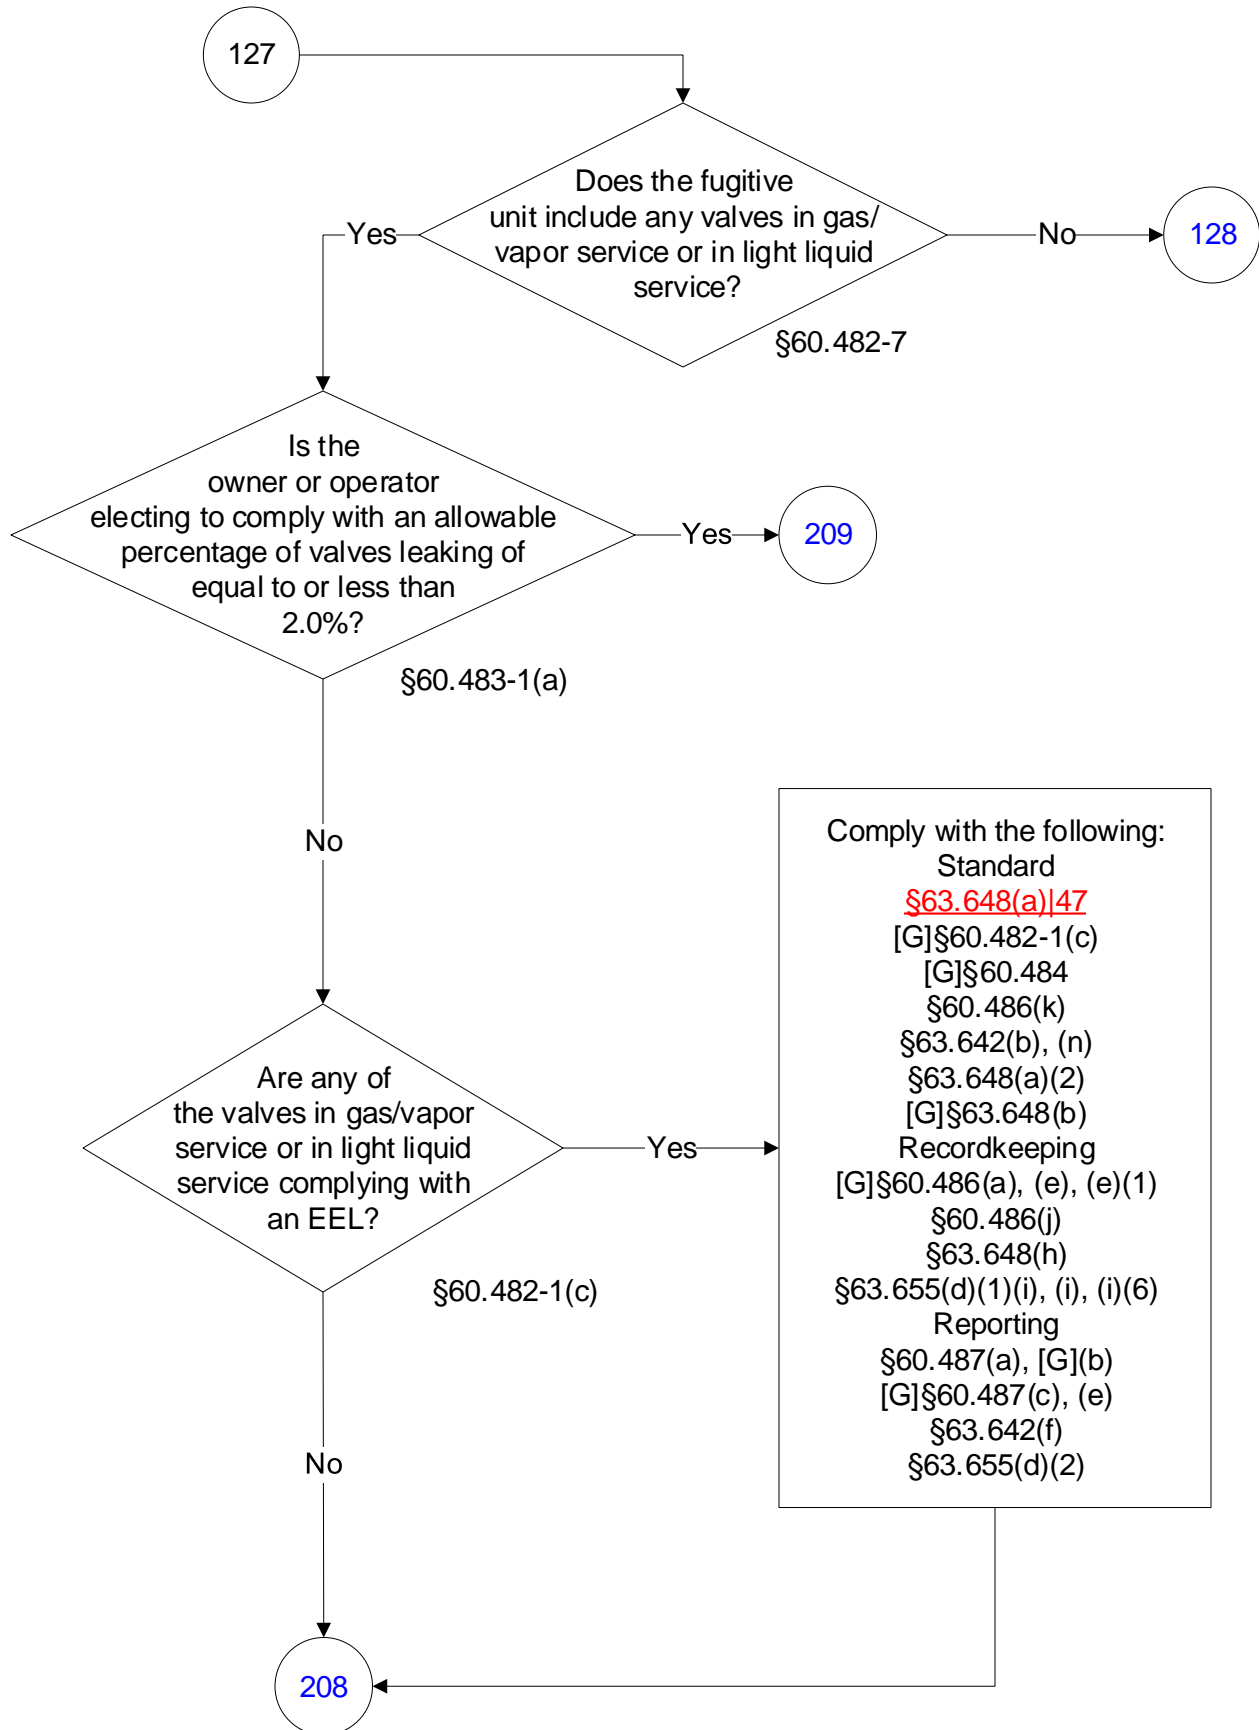 127
Does the fugitive
unit include any valves in gas/
vapor service or in light liquid
service?
Yes
No
128
§60.482-7
Is the
owner or operator
electing to comply with an allowable
percentage of valves leaking of
equal to or less than
2.0%?
Yes
209
§60.483-1(a)
No
Comply with the following:
Standard
§63.648(a)|47
[G]§60.482-1(c)
[G]§60.484
§60.486(k)
§63.642(b), (n)
§63.648(a)(2)
[G]§63.648(b)
Recordkeeping
[G]§60.486(a), (e), (e)(1)
§60.486(j)
§63.648(h)
§63.655(d)(1)(i), (i), (i)(6)
Reporting
§60.487(a), [G](b)
[G]§60.487(c), (e)
§63.642(f)
§63.655(d)(2)
Are any of
the valves in gas/vapor
service or in light liquid
service complying with
an EEL?
Yes
§60.482-1(c)
No
208